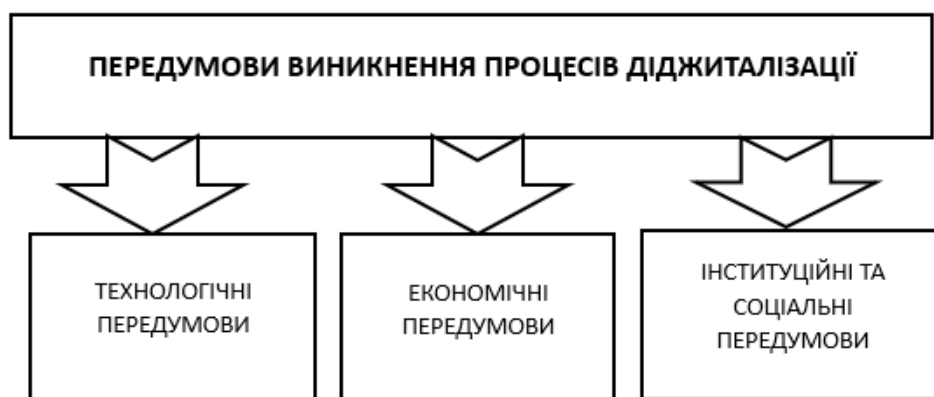 ПЕРЕДУМОВИ ВИНИКНЕННЯ ПРОЦЕСІВ ДІДЖИТАЛІЗАЦІЇ
ТЕХНОЛОГІЧНІ
ПЕРЕДУМОВИ
ЕКОНОМІЧНІ
ПЕРЕДУМОВИ
ІНСТИТУЦІЙНІ ТА
СОЦІАЛЬНІ
ПЕРЕДУМОВИ